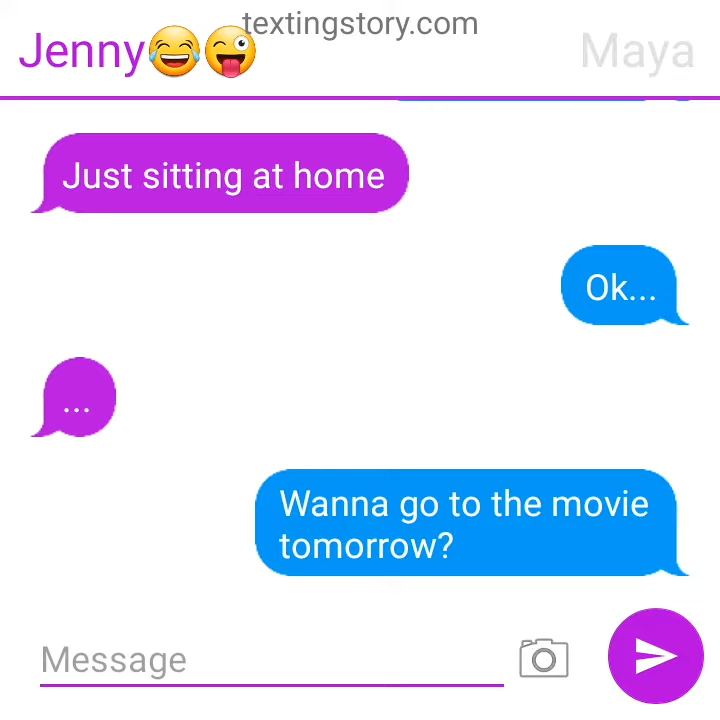 textingstory.com
Jenny😂😜
Maya
Just sitting at home
Ok...
...
Wanna go to the movie
tomorrow?
Message